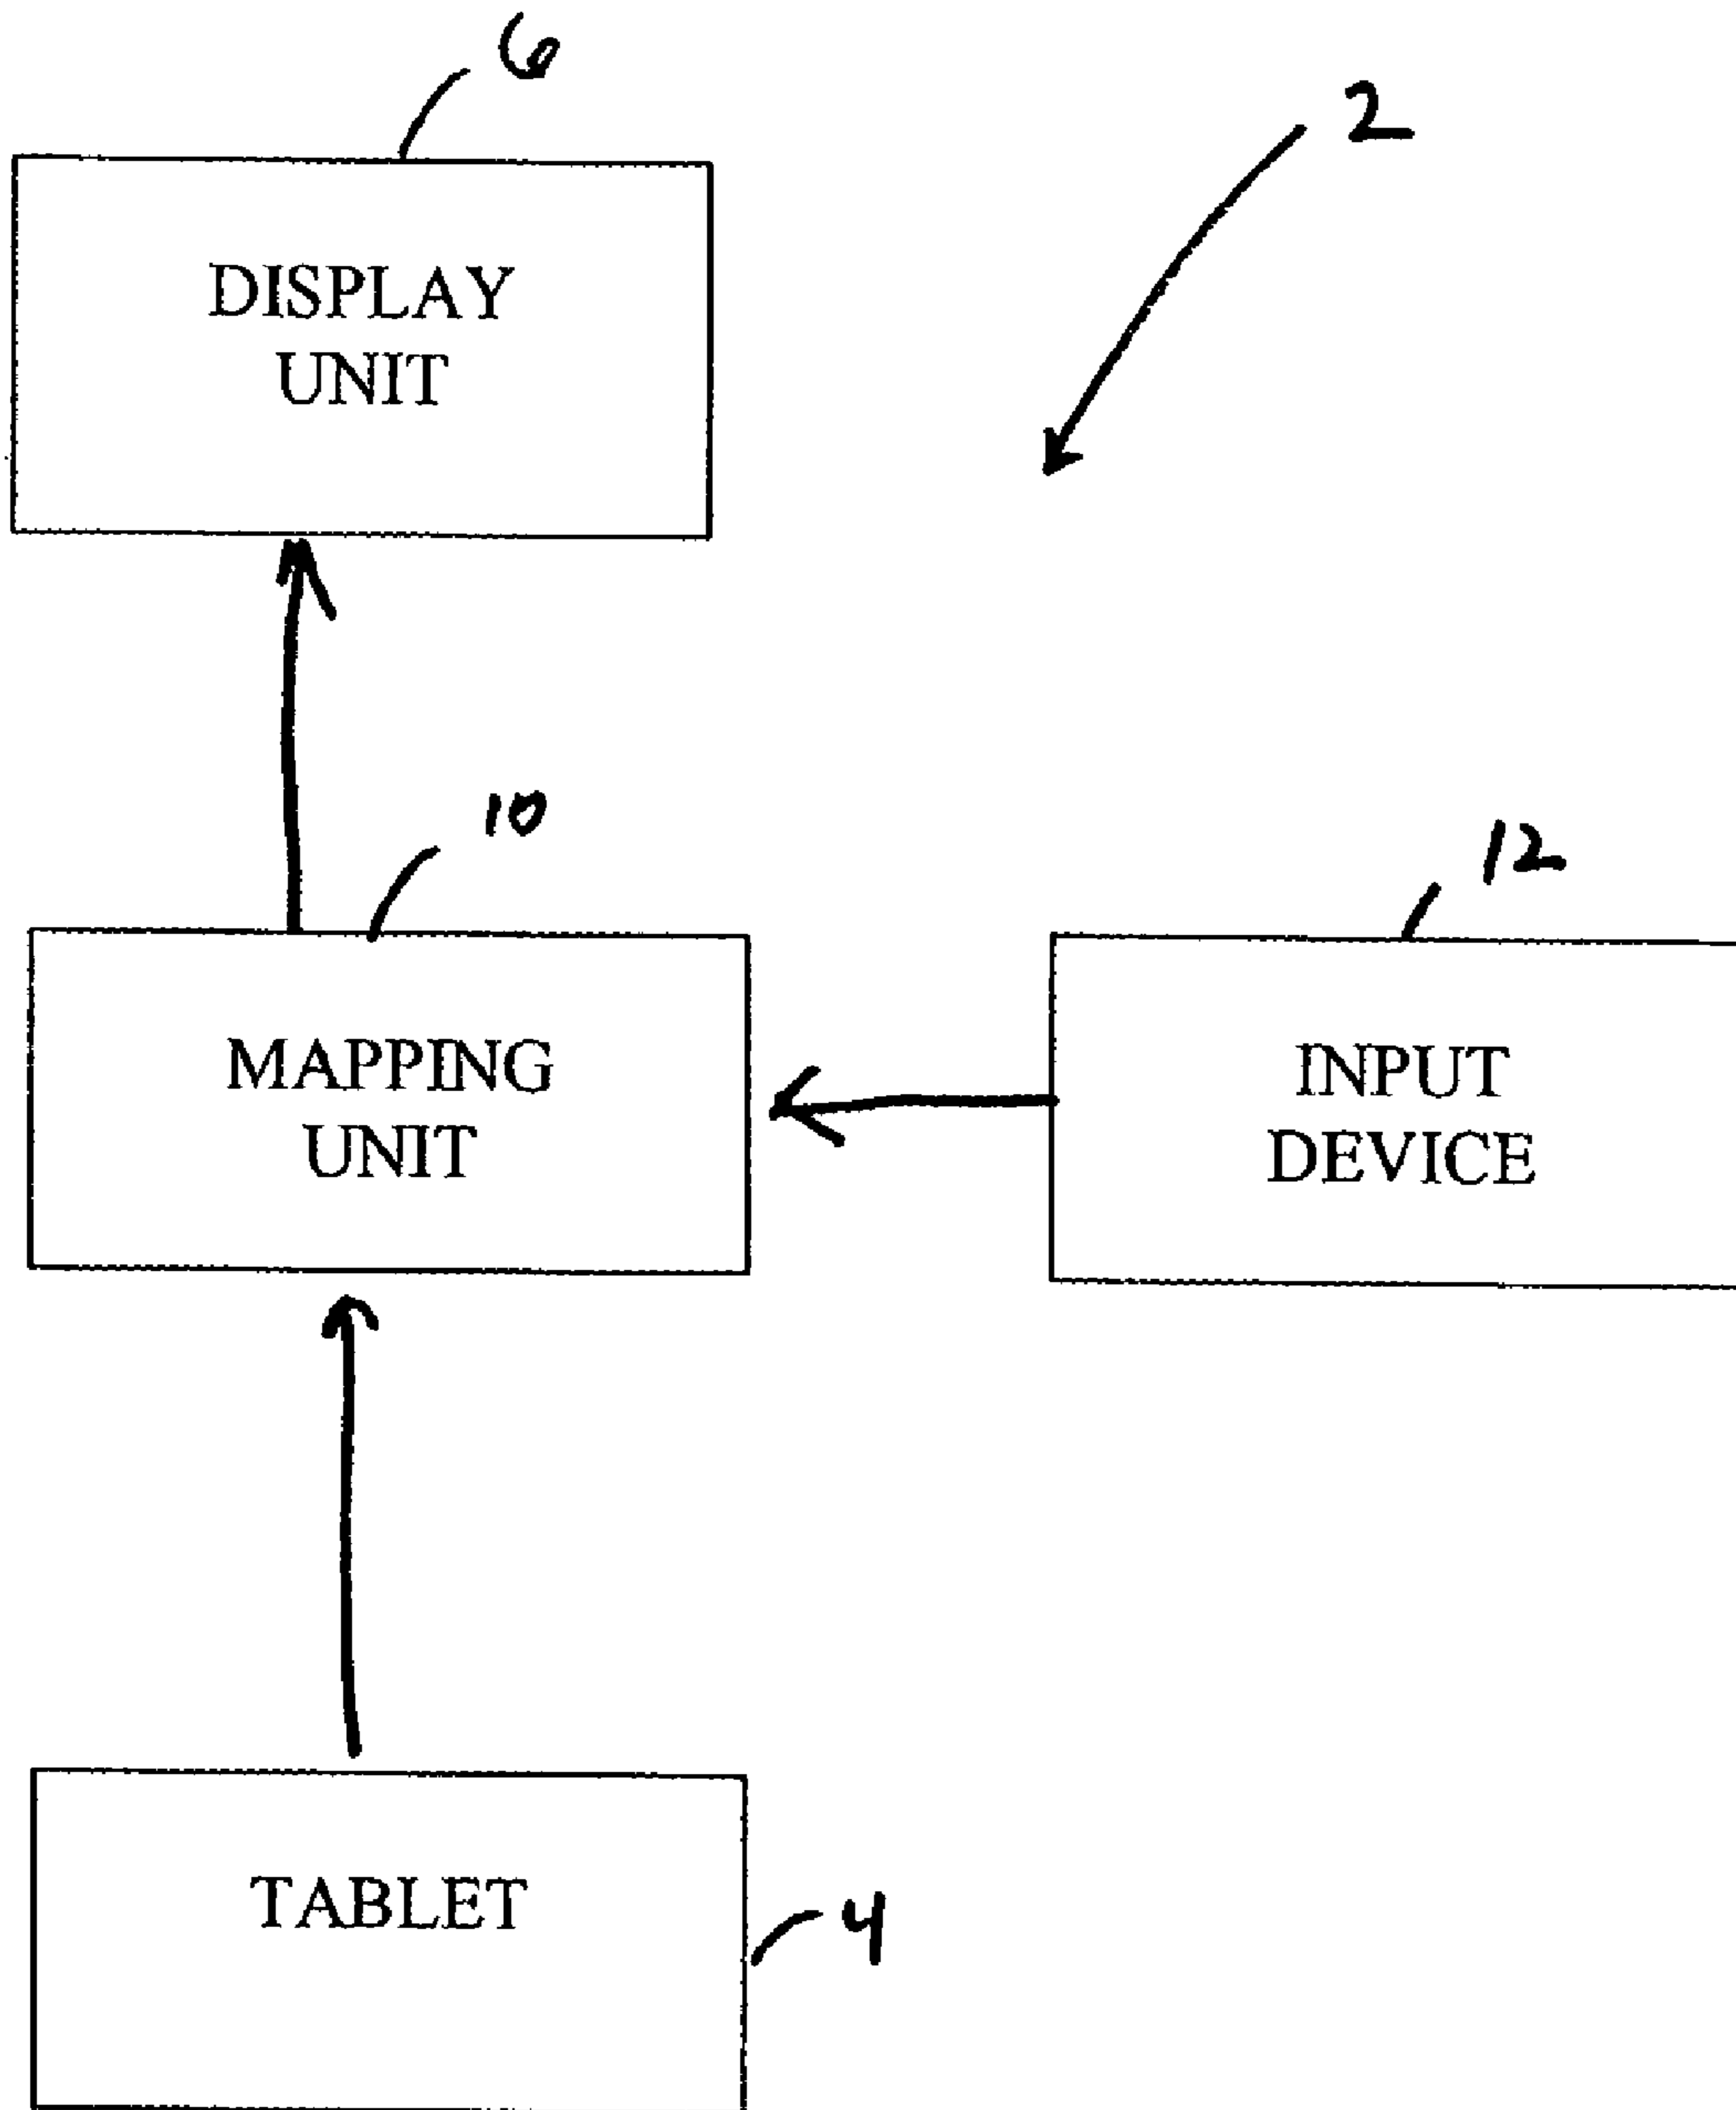 6
2
DISPLAY
UNIT
10
12
MAPPING
UNIT
INPUT
DEVICE
TABLET
4